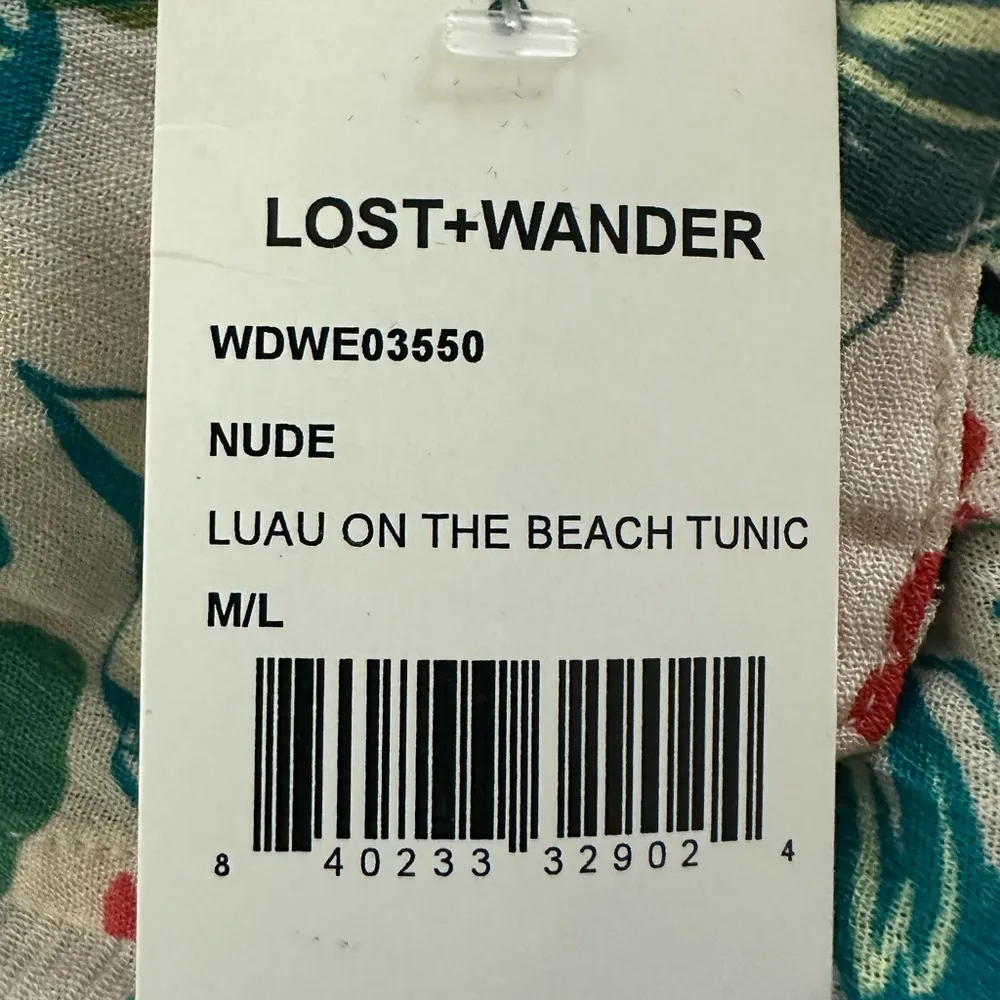 LOST+WANDER
WDWE03550
NUDE
LUAU ON THE BEACH TUNIC
M/L
8 40233 32902 4